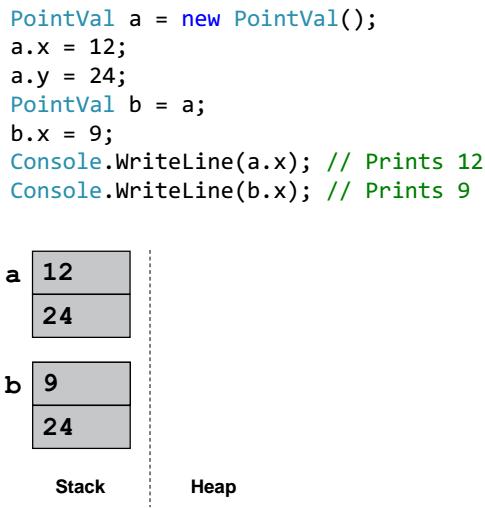 PointVal a = new PointVal();
a.x = 12;
a.y = 24;
PointVal b = a;
b.x = 9;
Console.WriteLine(a.x); // Prints 12
Console.WriteLine(b.x); // Prints 9
a 12
24
b 9
24
Stack Heap